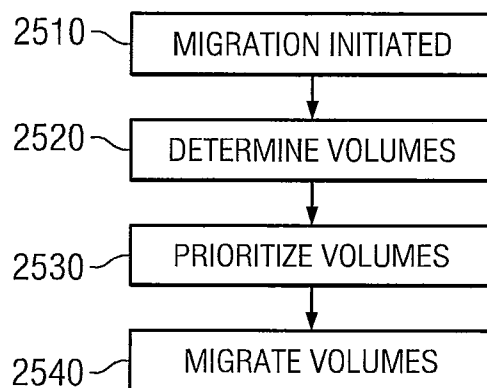 2510 MIGRATION INITIATED
2520 DETERMINE VOLUMES
2530 PRIORITIZE VOLUMES
2540 MIGRATE VOLUMES